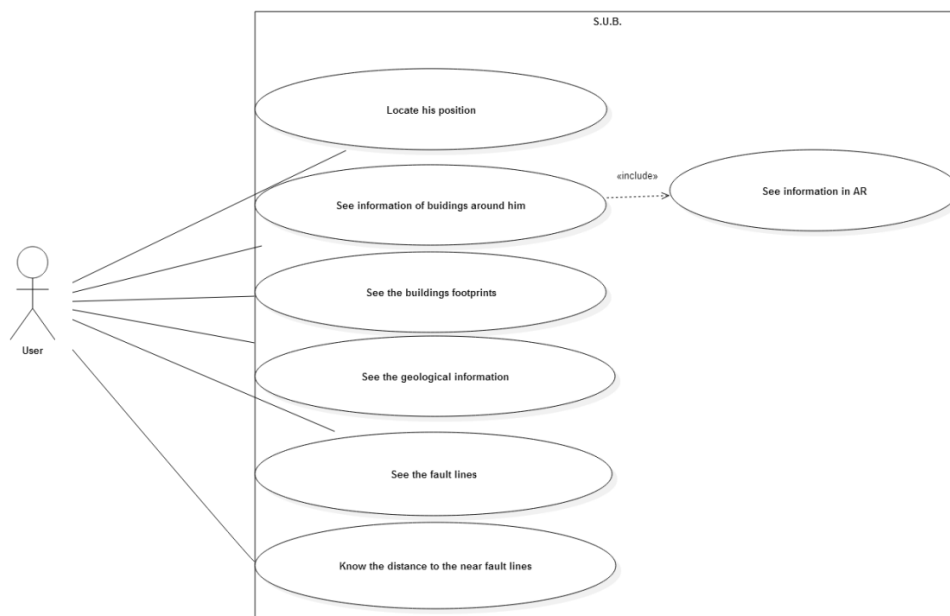 S.U.B.
Locate his position
See information of buidings around him
«include»
See information in AR
See the buildings footprints
User
See the geological information
See the fault lines
Know the distance to the near fault lines